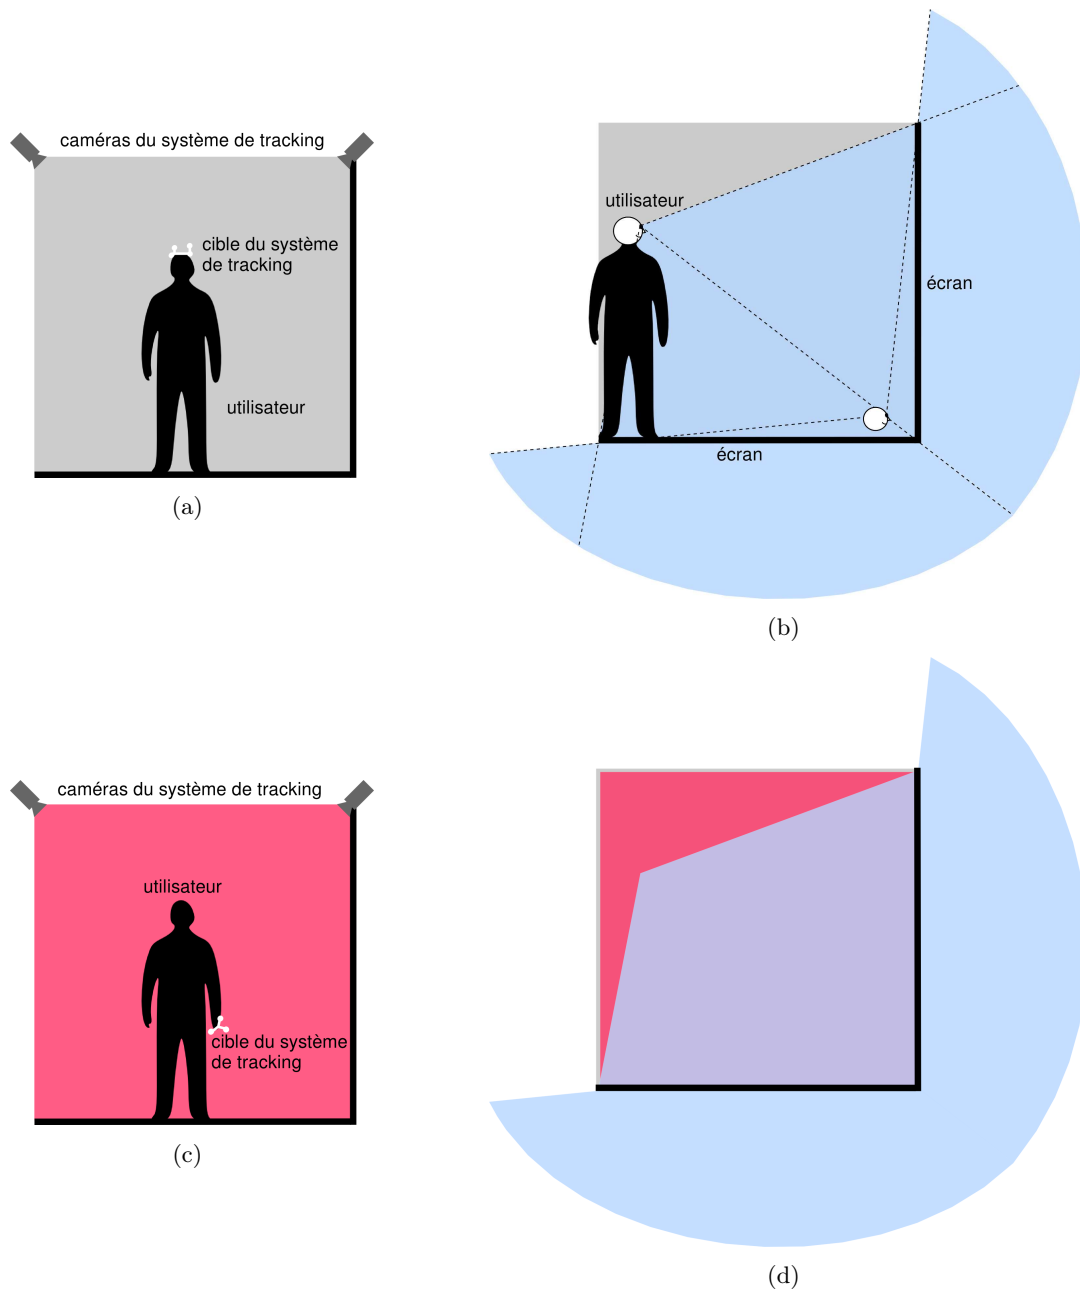 caméras du système de tracking
cible du système
de tracking
utilisateur
(a)
utilisateur
écran
écran
(b)
caméras du système de tracking
utilisateur
cible du système
de tracking
(c)
(d)